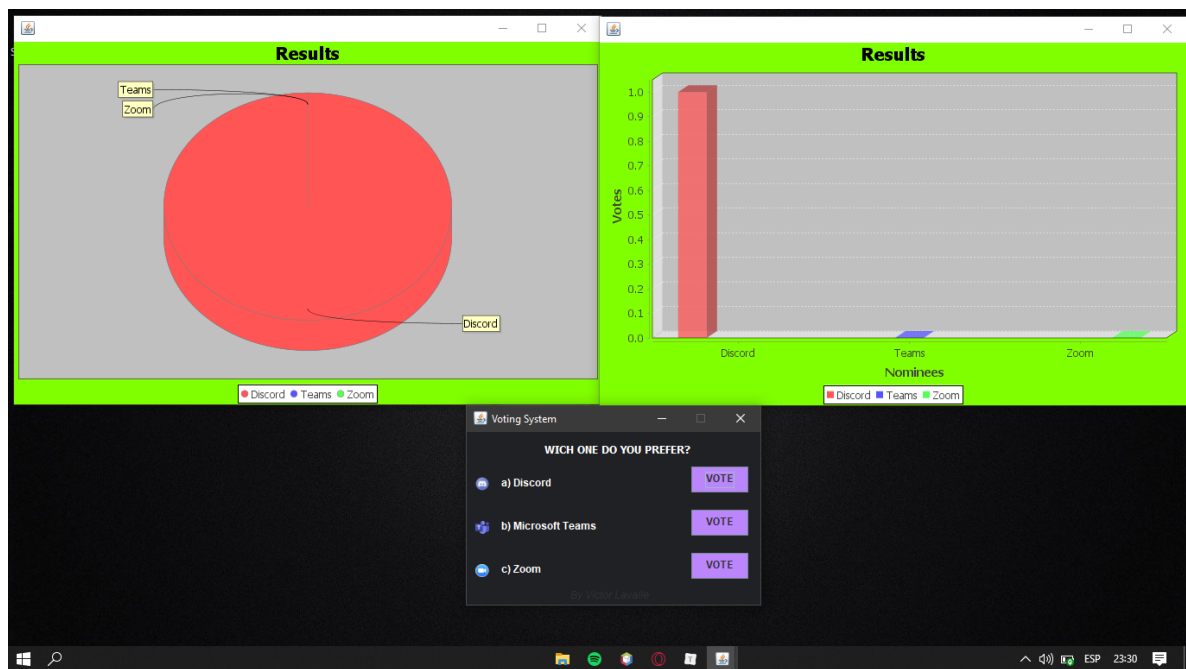 Results
Teams
Zoom
Discord
Discord Teams Zoom
Results
1.0
0.9
0.8
0.7
0.6
0.5
0.4
0.3
0.2
0.1
0.0
Votes
Discord Teams Zoom
Nominees
Discord Teams Zoom
Voting System
WICH ONE DO YOU PREFER?
a) Discord VOTE
b) Microsoft Teams VOTE
c) Zoom VOTE
By Victor Lavalle
ESP 23:30